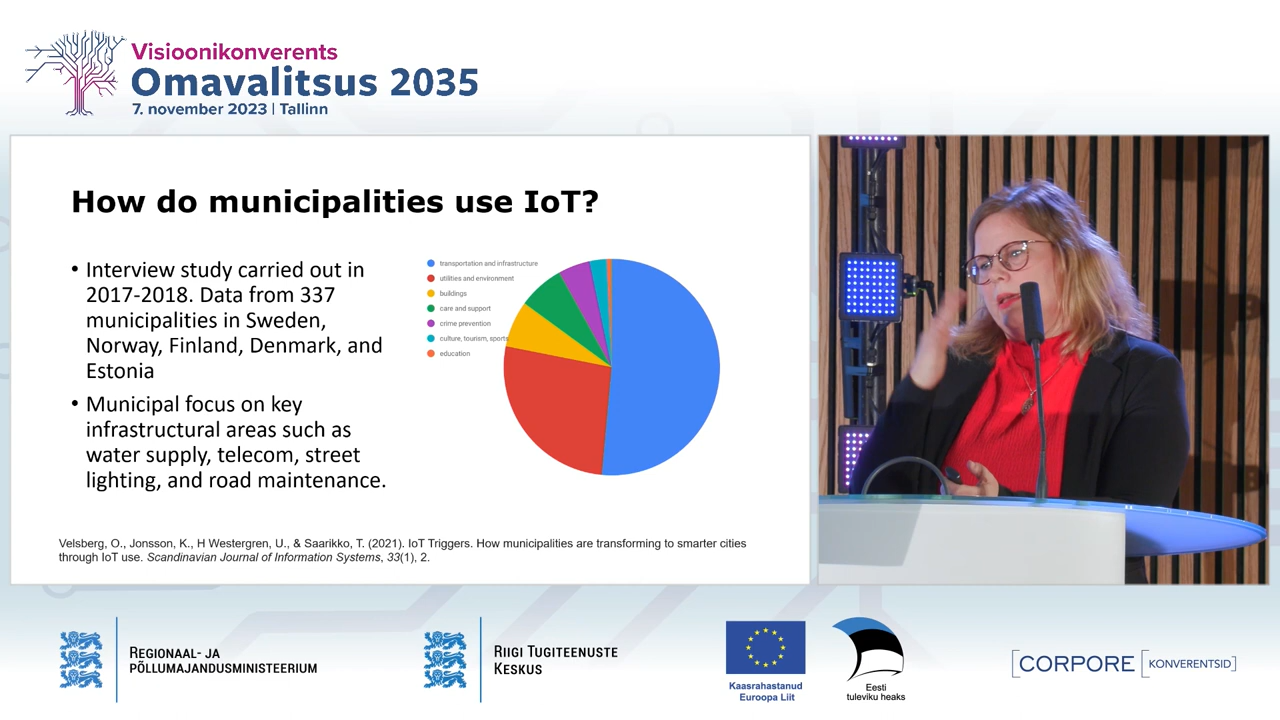 Visioonikonverents
Omavalitsus 2035
7. november 2023 | Tallinn
How do municipalities use IoT?
• Interview study carried out in
2017-2018. Data from 337
municipalities in Sweden,
Norway, Finland, Denmark, and
Estonia
• Municipal focus on key
infrastructural areas such as
water supply, telecom, street
lighting, and road maintenance.
transportation and infrastructure
utilities and environment
buildings
care and support
crime prevention
culture, tourism, sports
education
Velsberg, O., Jonsson, K., H Westergren, U., & Saarikko, T. (2021). IoT Triggers. How municipalities are transforming to smarter cities
through IoT use. Scandinavian Journal of Information Systems, 33(1), 2.
REGIONAAL- JA
PÕLLUMAJANDUSMINISTEERIUM
RIIGI TUGITEENUSTE
KESKUS
Kaasrahastanud
Euroopa Liit
Eesti
tuleviku heaks
[CORPORE] [KONVERENTSID]